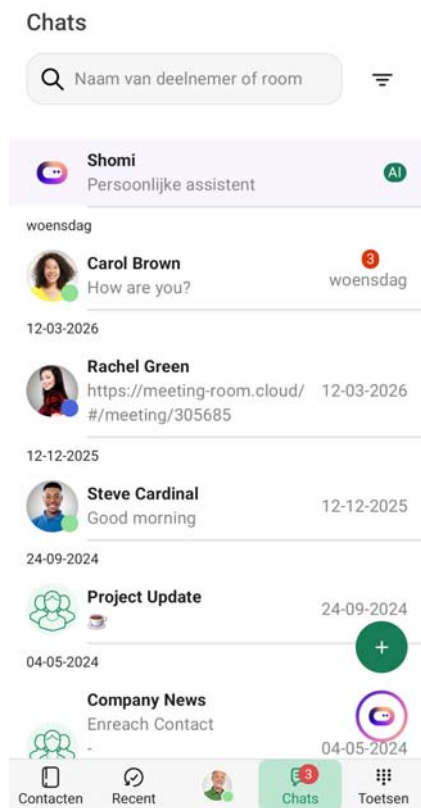 Chats
Naam van deelnemer of room
Shomi
Persoonlijke assistent
AI
woensdag
Carol Brown
3
How are you?
woensdag
12-03-2026
Rachel Green
https://meeting-room.cloud/
12-03-2026
#/meeting/305685
12-12-2025
Steve Cardinal
Good morning
12-12-2025
24-09-2024
Project Update
24-09-2024
04-05-2024
+
Company News
Enreach Contact
-
04-05-2024
3
Contacten
Recent
Chats
Toetsen